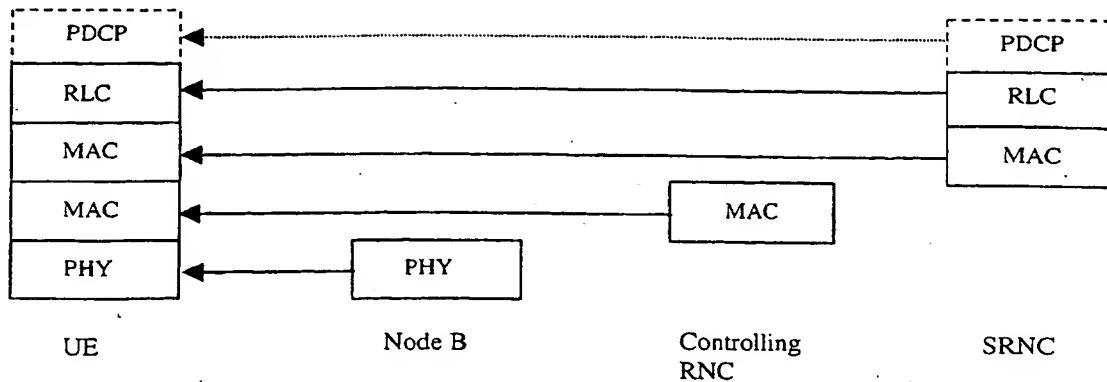 PDCP
PDCP
RLC
RLC
MAC
MAC
MAC
MAC
PHY
PHY
UE
Node B
Controlling
RNC
SRNC